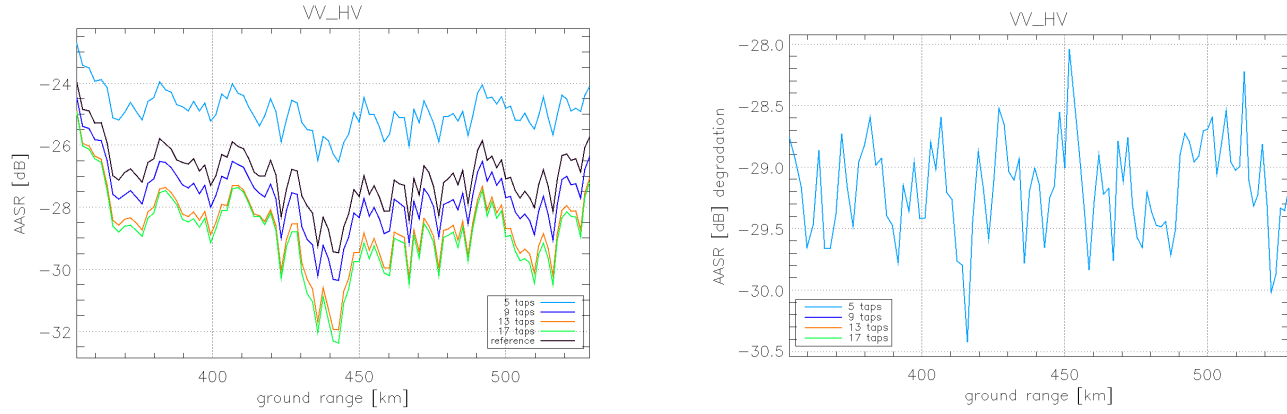 VV_HV
AASR [dB]
−24
−26
−28
−30
−32
400
450
500
ground range [km]
5 taps
9 taps
13 taps
17 taps
reference
VV_HV
AASR [dB] degradation
−28.0
−28.5
−29.0
−29.5
−30.0
−30.5
400
450
500
ground range [km]
5 taps
9 taps
13 taps
17 taps